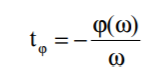 t_φ = − φ(ω) / ω